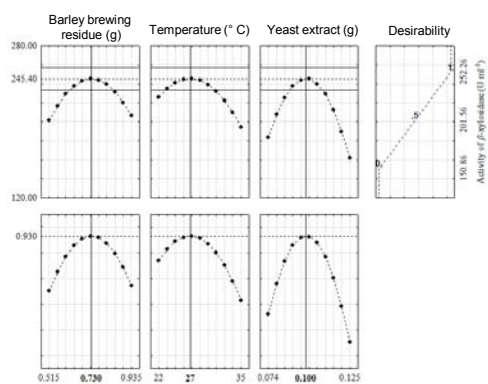 Barley brewing
residue (g)
Temperature (° C)
Yeast extract (g)
Desirability
280.00
245.40
120.00
0.
.5
1.
252.26
201.56
150.86
Activity of β-xylosidase (U ml⁻¹)
0.930
0.515 0.730 0.935
22 27 35
0.074 0.100 0.125